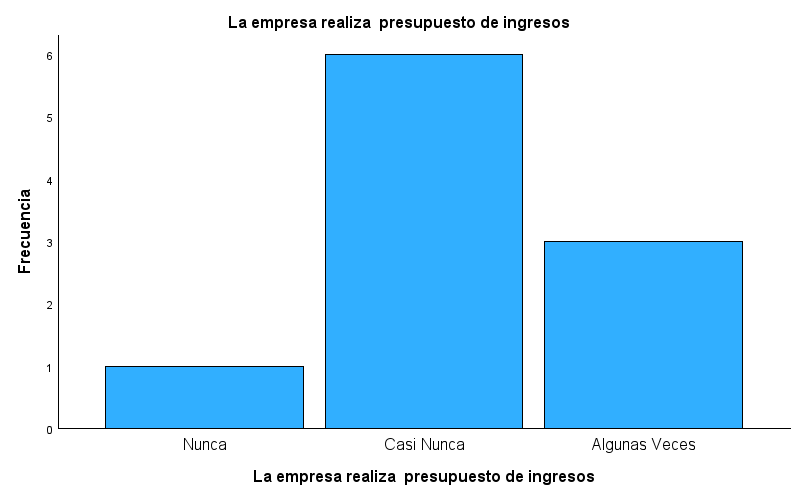 La empresa realiza  presupuesto de ingresos
Frecuencia
6
5
4
3
2
1
0
Nunca
Casi Nunca
Algunas Veces
La empresa realiza  presupuesto de ingresos